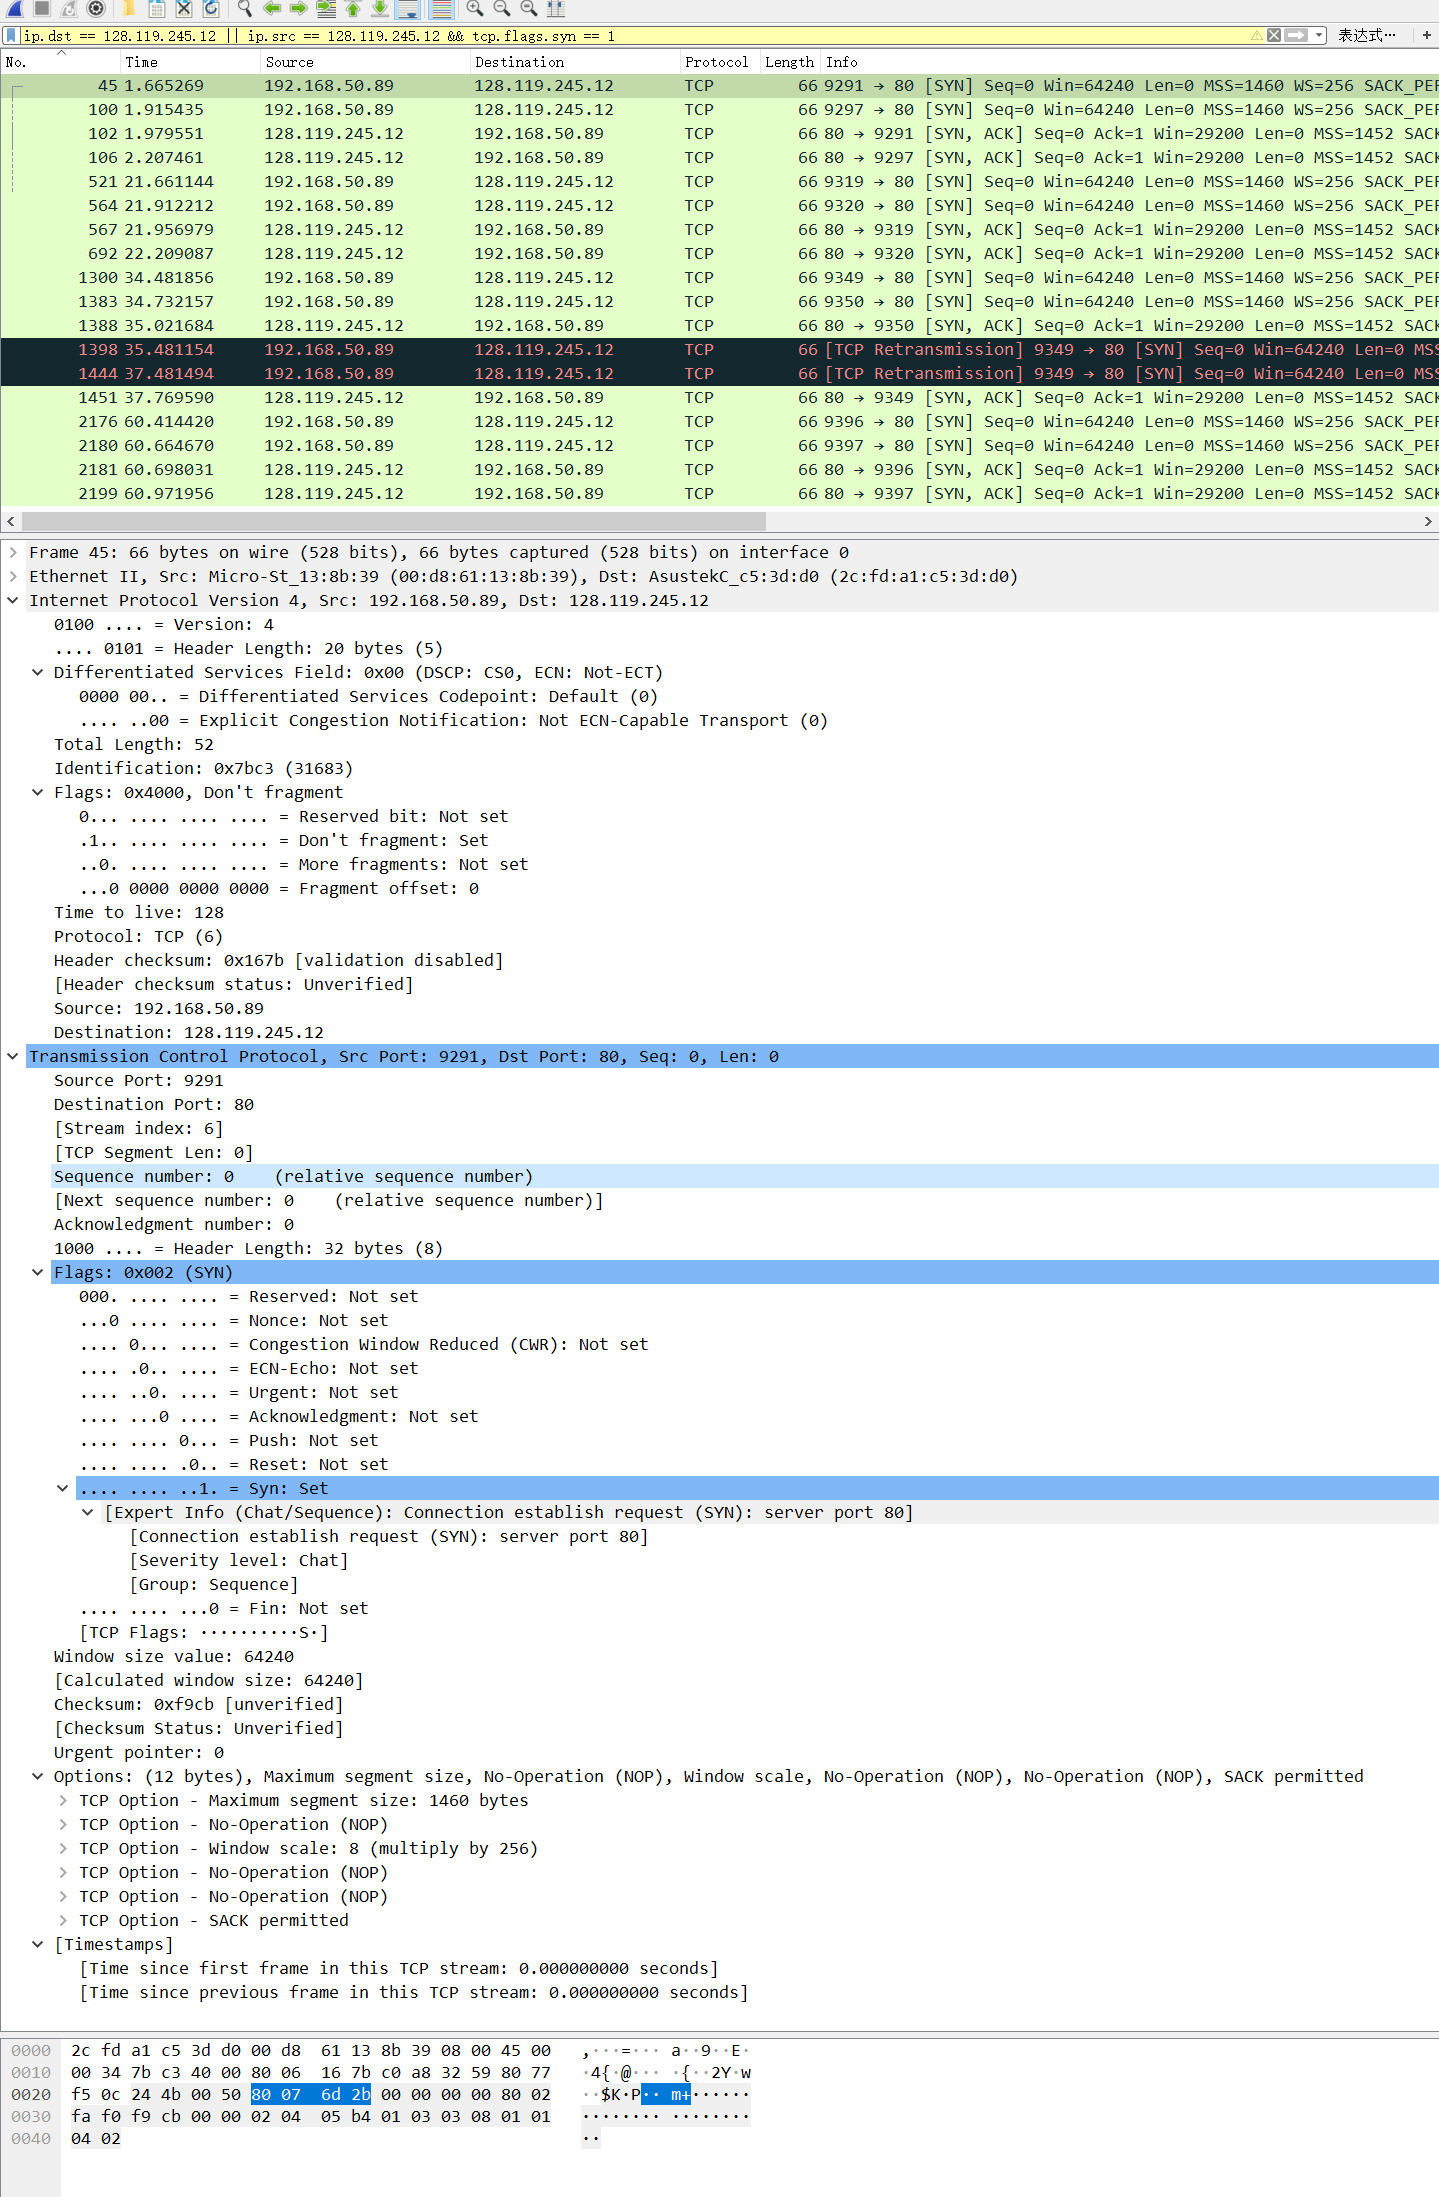 ip.dst == 128.119.245.12 || ip.src == 128.119.245.12 && tcp.flags.syn == 1 表达式… +
No. Time Source Destination Protocol Length Info
45 1.665269 192.168.50.89 128.119.245.12 TCP 66 9291 → 80 [SYN] Seq=0 Win=64240 Len=0 MSS=1460 WS=256 SACK_PER
100 1.915435 192.168.50.89 128.119.245.12 TCP 66 9297 → 80 [SYN] Seq=0 Win=64240 Len=0 MSS=1460 WS=256 SACK_PER
102 1.979551 128.119.245.12 192.168.50.89 TCP 66 80 → 9291 [SYN, ACK] Seq=0 Ack=1 Win=29200 Len=0 MSS=1452 SACK
106 2.207461 128.119.245.12 192.168.50.89 TCP 66 80 → 9297 [SYN, ACK] Seq=0 Ack=1 Win=29200 Len=0 MSS=1452 SACK
521 21.661144 192.168.50.89 128.119.245.12 TCP 66 9319 → 80 [SYN] Seq=0 Win=64240 Len=0 MSS=1460 WS=256 SACK_PER
564 21.912212 192.168.50.89 128.119.245.12 TCP 66 9320 → 80 [SYN] Seq=0 Win=64240 Len=0 MSS=1460 WS=256 SACK_PER
567 21.956979 128.119.245.12 192.168.50.89 TCP 66 80 → 9319 [SYN, ACK] Seq=0 Ack=1 Win=29200 Len=0 MSS=1452 SACK
692 22.209087 128.119.245.12 192.168.50.89 TCP 66 80 → 9320 [SYN, ACK] Seq=0 Ack=1 Win=29200 Len=0 MSS=1452 SACK
1300 34.481856 192.168.50.89 128.119.245.12 TCP 66 9349 → 80 [SYN] Seq=0 Win=64240 Len=0 MSS=1460 WS=256 SACK_PER
1383 34.732157 192.168.50.89 128.119.245.12 TCP 66 9350 → 80 [SYN] Seq=0 Win=64240 Len=0 MSS=1460 WS=256 SACK_PER
1388 35.021684 128.119.245.12 192.168.50.89 TCP 66 80 → 9350 [SYN, ACK] Seq=0 Ack=1 Win=29200 Len=0 MSS=1452 SACK
1398 35.481154 192.168.50.89 128.119.245.12 TCP 66 [TCP Retransmission] 9349 → 80 [SYN] Seq=0 Win=64240 Len=0 MSS
1444 37.481494 192.168.50.89 128.119.245.12 TCP 66 [TCP Retransmission] 9349 → 80 [SYN] Seq=0 Win=64240 Len=0 MSS
1451 37.769590 128.119.245.12 192.168.50.89 TCP 66 80 → 9349 [SYN, ACK] Seq=0 Ack=1 Win=29200 Len=0 MSS=1452 SACK
2176 60.414420 192.168.50.89 128.119.245.12 TCP 66 9396 → 80 [SYN] Seq=0 Win=64240 Len=0 MSS=1460 WS=256 SACK_PER
2180 60.664670 192.168.50.89 128.119.245.12 TCP 66 9397 → 80 [SYN] Seq=0 Win=64240 Len=0 MSS=1460 WS=256 SACK_PER
2181 60.698031 128.119.245.12 192.168.50.89 TCP 66 80 → 9396 [SYN, ACK] Seq=0 Ack=1 Win=29200 Len=0 MSS=1452 SACK
2199 60.971956 128.119.245.12 192.168.50.89 TCP 66 80 → 9397 [SYN, ACK] Seq=0 Ack=1 Win=29200 Len=0 MSS=1452 SACK
Frame 45: 66 bytes on wire (528 bits), 66 bytes captured (528 bits) on interface 0
Ethernet II, Src: Micro-St_13:8b:39 (00:d8:61:13:8b:39), Dst: AsustekC_c5:3d:d0 (2c:fd:a1:c5:3d:d0)
Internet Protocol Version 4, Src: 192.168.50.89, Dst: 128.119.245.12
0100 .... = Version: 4
.... 0101 = Header Length: 20 bytes (5)
Differentiated Services Field: 0x00 (DSCP: CS0, ECN: Not-ECT)
0000 00.. = Differentiated Services Codepoint: Default (0)
.... ..00 = Explicit Congestion Notification: Not ECN-Capable Transport (0)
Total Length: 52
Identification: 0x7bc3 (31683)
Flags: 0x4000, Don't fragment
0... .... .... .... = Reserved bit: Not set
.1.. .... .... .... = Don't fragment: Set
..0. .... .... .... = More fragments: Not set
...0 0000 0000 0000 = Fragment offset: 0
Time to live: 128
Protocol: TCP (6)
Header checksum: 0x167b [validation disabled]
[Header checksum status: Unverified]
Source: 192.168.50.89
Destination: 128.119.245.12
Transmission Control Protocol, Src Port: 9291, Dst Port: 80, Seq: 0, Len: 0
Source Port: 9291
Destination Port: 80
[Stream index: 6]
[TCP Segment Len: 0]
Sequence number: 0    (relative sequence number)
[Next sequence number: 0    (relative sequence number)]
Acknowledgment number: 0
1000 .... = Header Length: 32 bytes (8)
Flags: 0x002 (SYN)
000. .... .... = Reserved: Not set
...0 .... .... = Nonce: Not set
.... 0... .... = Congestion Window Reduced (CWR): Not set
.... .0.. .... = ECN-Echo: Not set
.... ..0. .... = Urgent: Not set
.... ...0 .... = Acknowledgment: Not set
.... .... 0... = Push: Not set
.... .... .0.. = Reset: Not set
.... .... ..1. = Syn: Set
[Expert Info (Chat/Sequence): Connection establish request (SYN): server port 80]
[Connection establish request (SYN): server port 80]
[Severity level: Chat]
[Group: Sequence]
.... .... ...0 = Fin: Not set
[TCP Flags: ··········S·]
Window size value: 64240
[Calculated window size: 64240]
Checksum: 0xf9cb [unverified]
[Checksum Status: Unverified]
Urgent pointer: 0
Options: (12 bytes), Maximum segment size, No-Operation (NOP), Window scale, No-Operation (NOP), No-Operation (NOP), SACK permitted
TCP Option - Maximum segment size: 1460 bytes
TCP Option - No-Operation (NOP)
TCP Option - Window scale: 8 (multiply by 256)
TCP Option - No-Operation (NOP)
TCP Option - No-Operation (NOP)
TCP Option - SACK permitted
[Timestamps]
[Time since first frame in this TCP stream: 0.000000000 seconds]
[Time since previous frame in this TCP stream: 0.000000000 seconds]
0000 2c fd a1 c5 3d d0 00 d8 61 13 8b 39 08 00 45 00 ,···=··· a··9··E·
0010 00 34 7b c3 40 00 80 06 16 7b c0 a8 32 59 80 77 ·4{·@··· ·{··2Y·w
0020 f5 0c 24 4b 00 50 80 07 6d 2b 00 00 00 00 80 02 ··$K·P·· m+······
0030 fa f0 f9 cb 00 00 02 04 05 b4 01 03 03 08 01 01 ········ ········
0040 04 02 ··